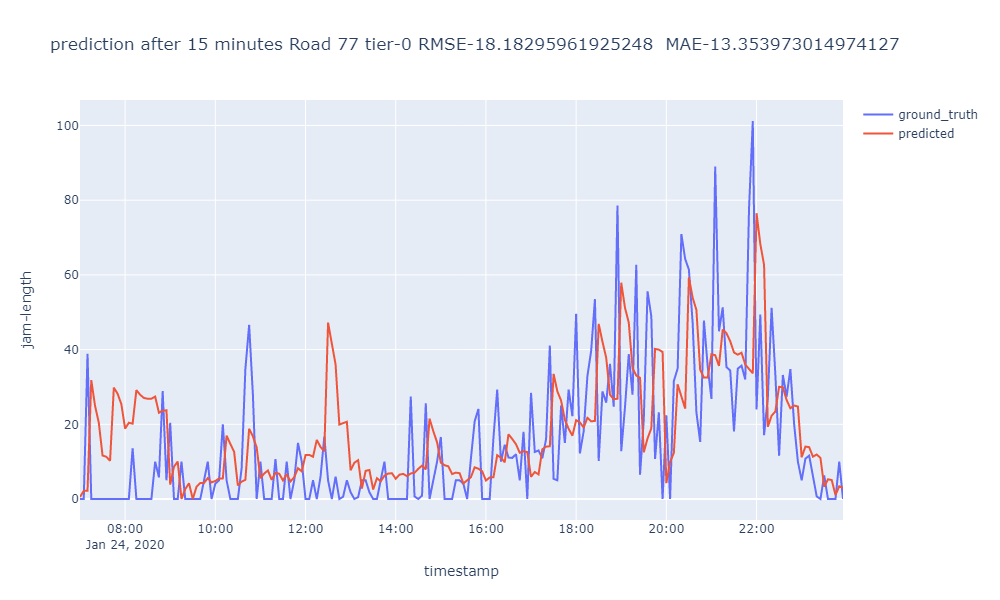 prediction after 15 minutes Road 77 tier-0 RMSE-18.18295961925248  MAE-13.353973014974127
ground_truth
predicted
100
80
60
40
20
0
jam-length
08:00 10:00 12:00 14:00 16:00 18:00 20:00 22:00
Jan 24, 2020
timestamp